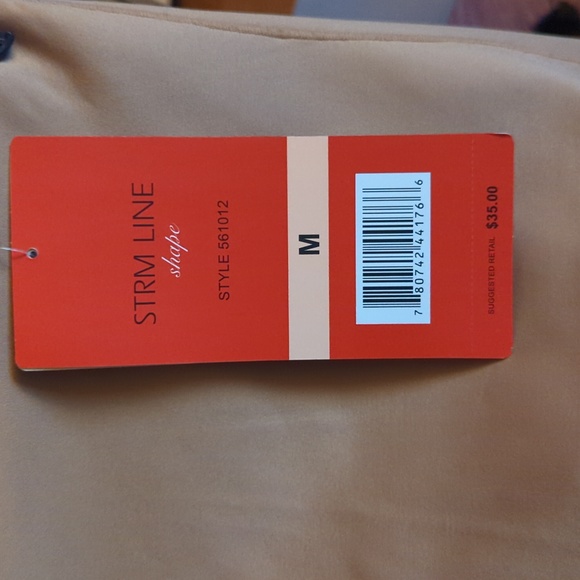 STRM LINE
shape
STYLE 561012
M
7 80742 44176 6
SUGGESTED RETAIL $35.00